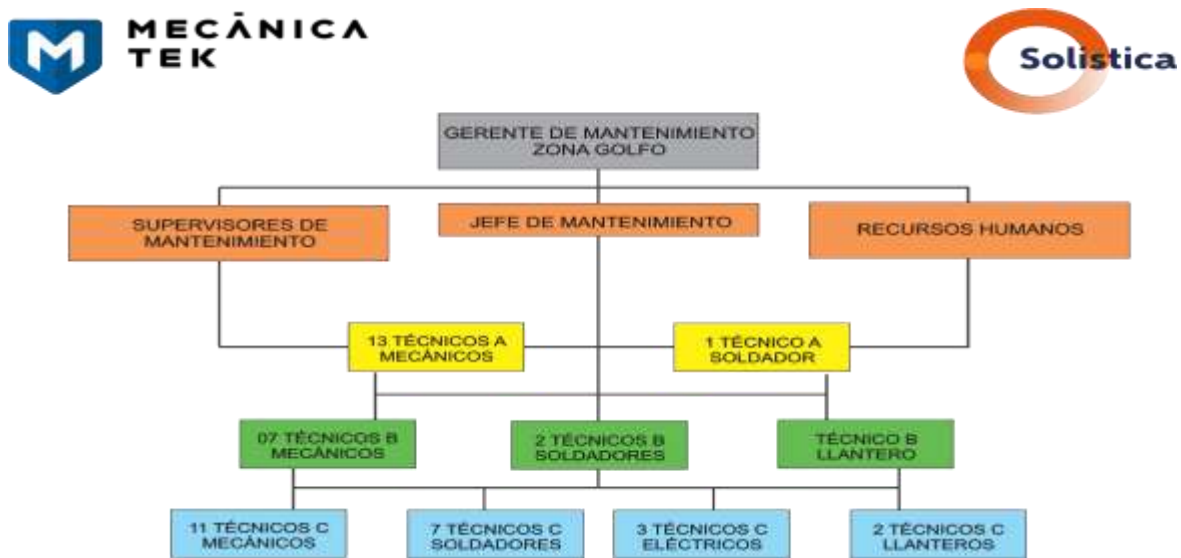 MECÁNICA
TEK
Solistica
GERENTE DE MANTENIMIENTO
ZONA GOLFO
SUPERVISORES DE
MANTENIMIENTO
JEFE DE MANTENIMIENTO
RECURSOS HUMANOS
13 TÉCNICOS A
MECÁNICOS
1 TÉCNICO A
SOLDADOR
07 TÉCNICOS B
MECÁNICOS
2 TÉCNICOS B
SOLDADORES
TÉCNICO B
LLANTERO
11 TÉCNICOS C
MECÁNICOS
7 TÉCNICOS C
SOLDADORES
3 TÉCNICOS C
ELÉCTRICOS
2 TÉCNICOS C
LLANTEROS